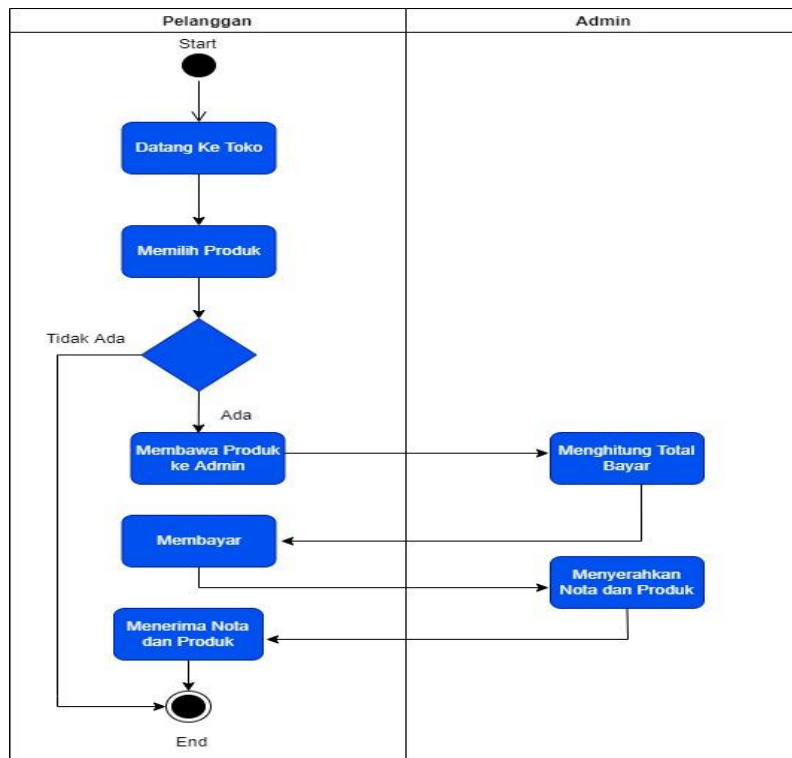 Pelanggan
Admin
Start
Datang Ke Toko
Memilih Produk
Tidak Ada
Ada
Membawa Produk
ke Admin
Menghitung Total
Bayar
Membayar
Menyerahkan
Nota dan Produk
Menerima Nota
dan Produk
End